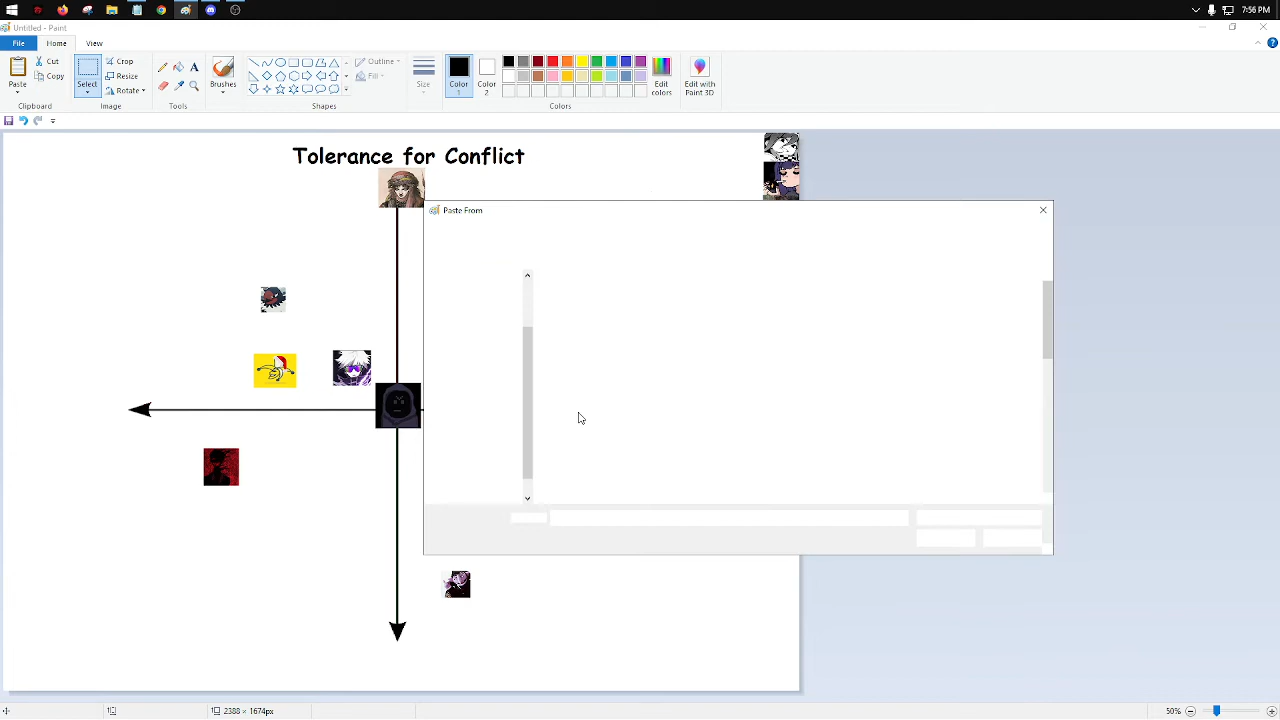 7:56 PM
Untitled - Paint
File Home View
Paste
Cut
Copy
Clipboard
Select
Crop
Resize
Rotate
Image
Tools
Brushes
Shapes
Outline
Fill
Size
Color 1
Color 2
Colors
Edit colors
Edit with Paint 3D
Tolerance for Conflict
Paste From
2388 × 1674px
50%